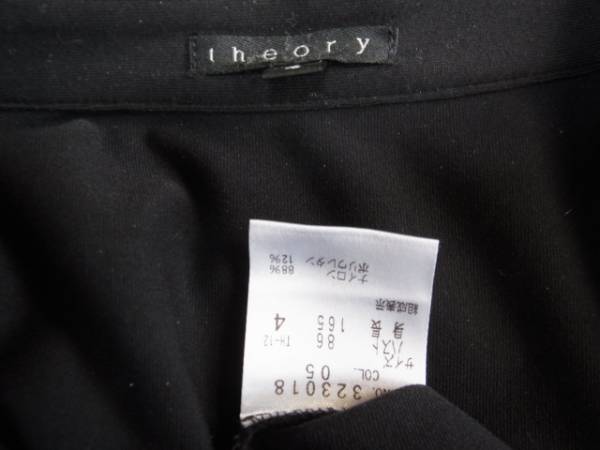 theory
NO. 323018
COL. 05
サイズ TH-12
バスト 86
身長 165
4
組成表示
ナイロン 88%
ポリウレタン 12%